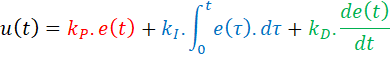 u(t) = k_P. e(t) + k_I. ∫_0^t e(τ). dτ + k_D. de(t)/dt